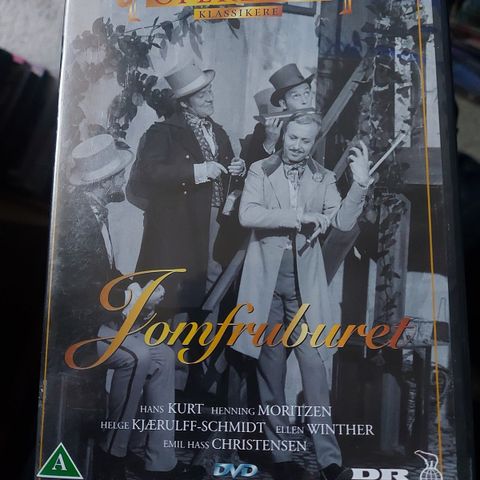 KLASSIKERE
Jomfruburet
HANS KURT HENNING MORITZEN
HELGE KJÆRULFF-SCHMIDT ELLEN WINTHER
EMIL HASS CHRISTENSEN
A
DVD
DR